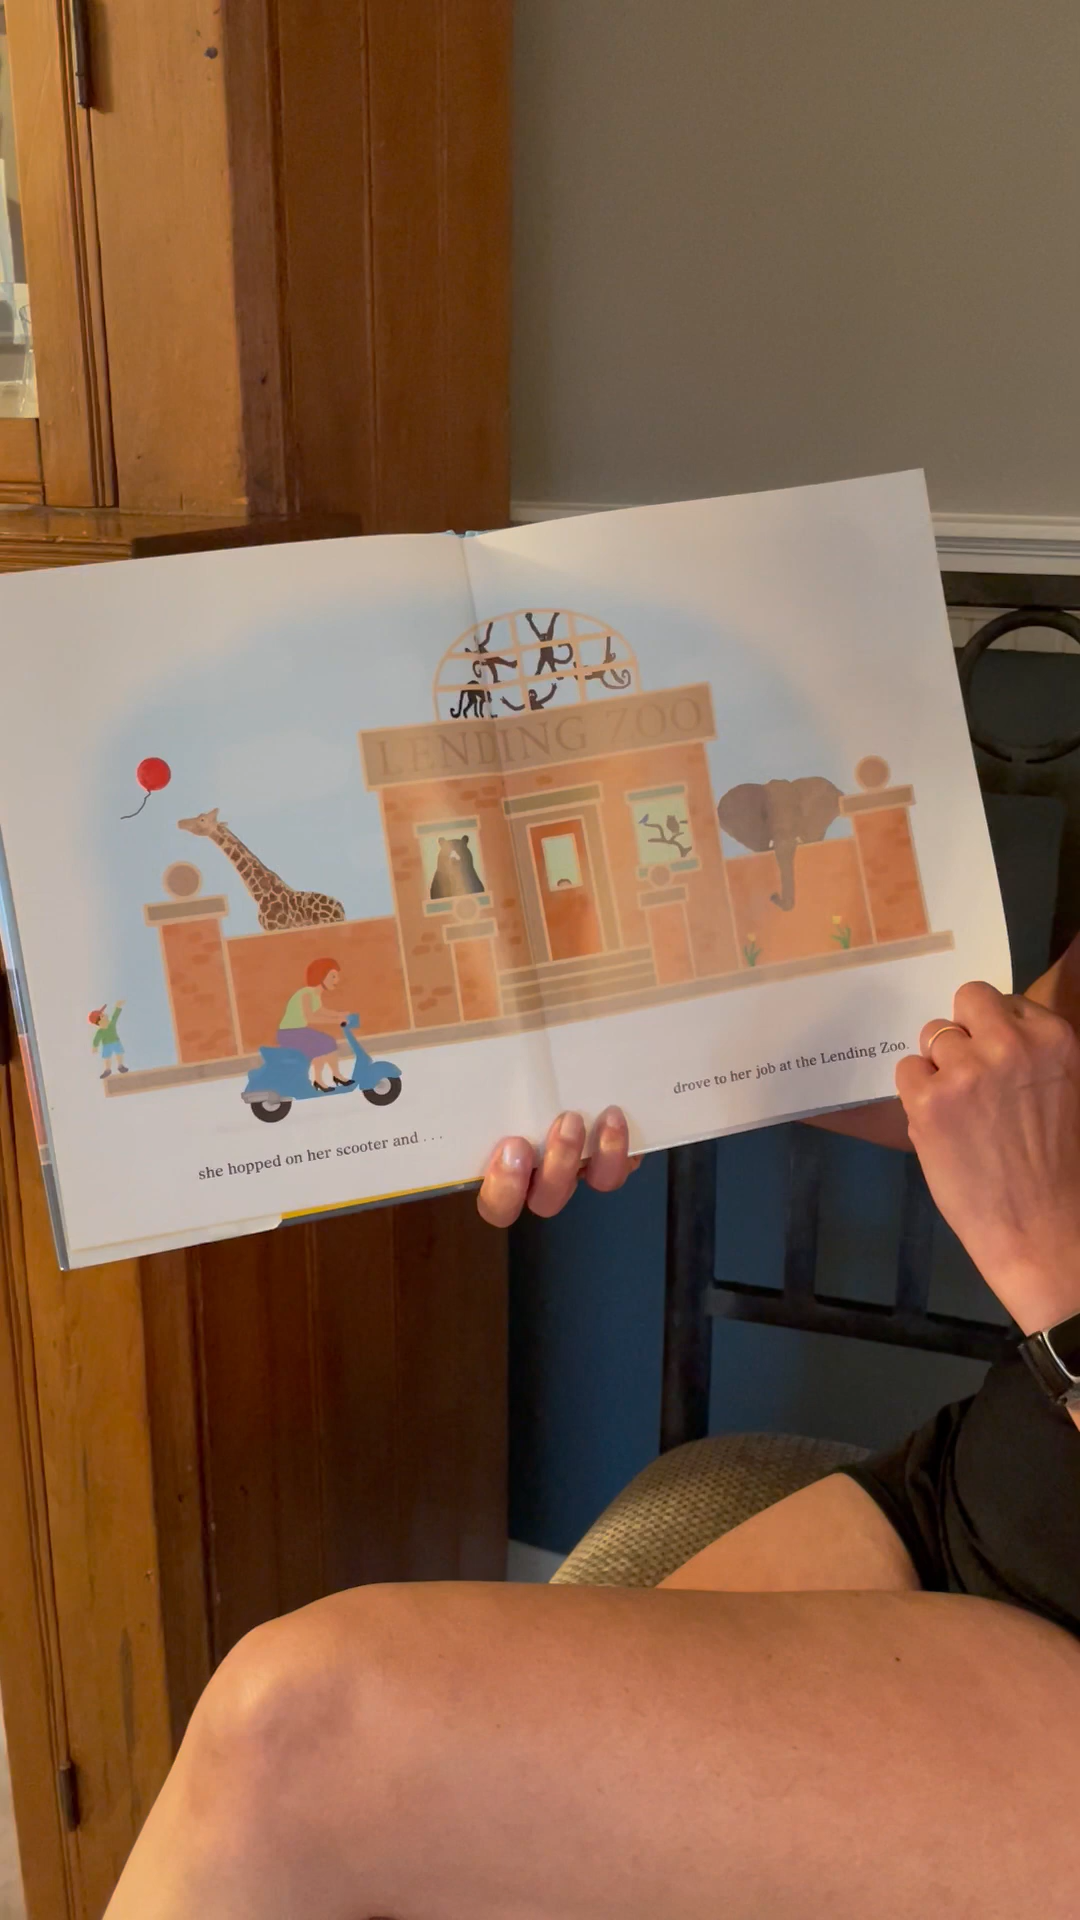 LENDING ZOO
she hopped on her scooter and . . .
drove to her job at the Lending Zoo.